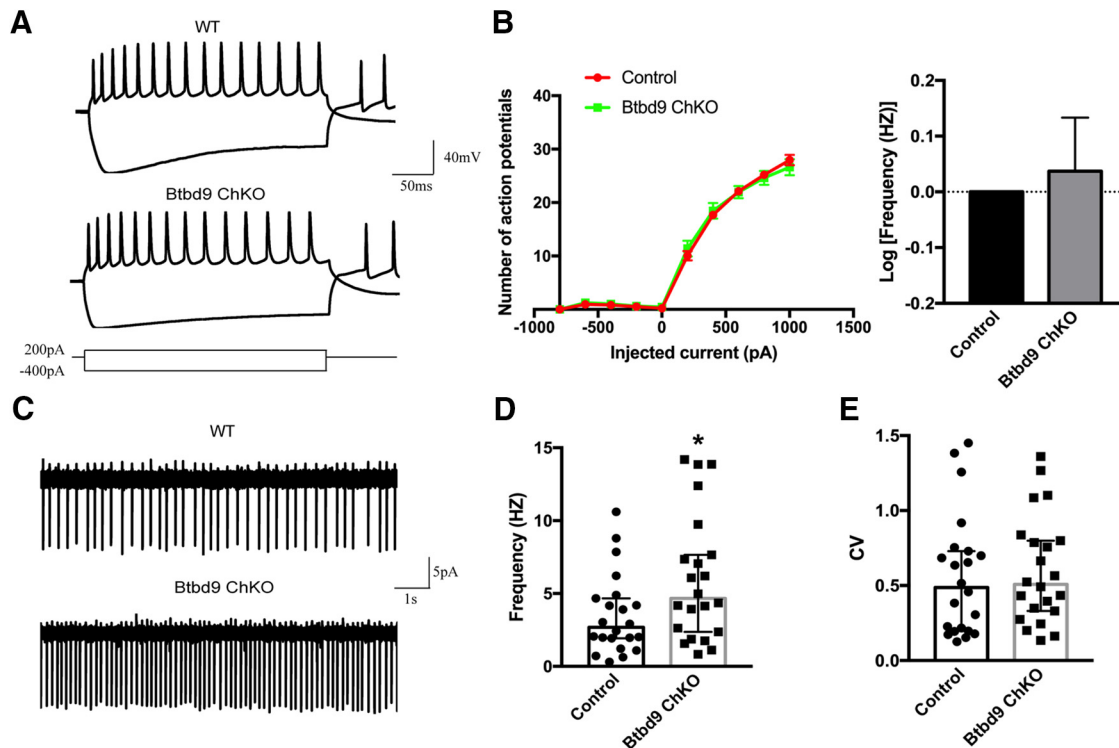 A
WT
40mV
50ms
Btbd9 ChKO
200pA
-400pA
B
Control
Btbd9 ChKO
Number of action potentials
40
30
20
10
-1000
-500
0
500
1000
1500
Injected current (pA)
Log [Frequency (HZ)]
0.2
0.1
0.0
-0.1
-0.2
Control
Btbd9 ChKO
C
WT
5pA
1s
Btbd9 ChKO
D
*
Frequency (HZ)
15
10
5
0
Control
Btbd9 ChKO
E
CV
1.5
1.0
0.5
0.0
Control
Btbd9 ChKO